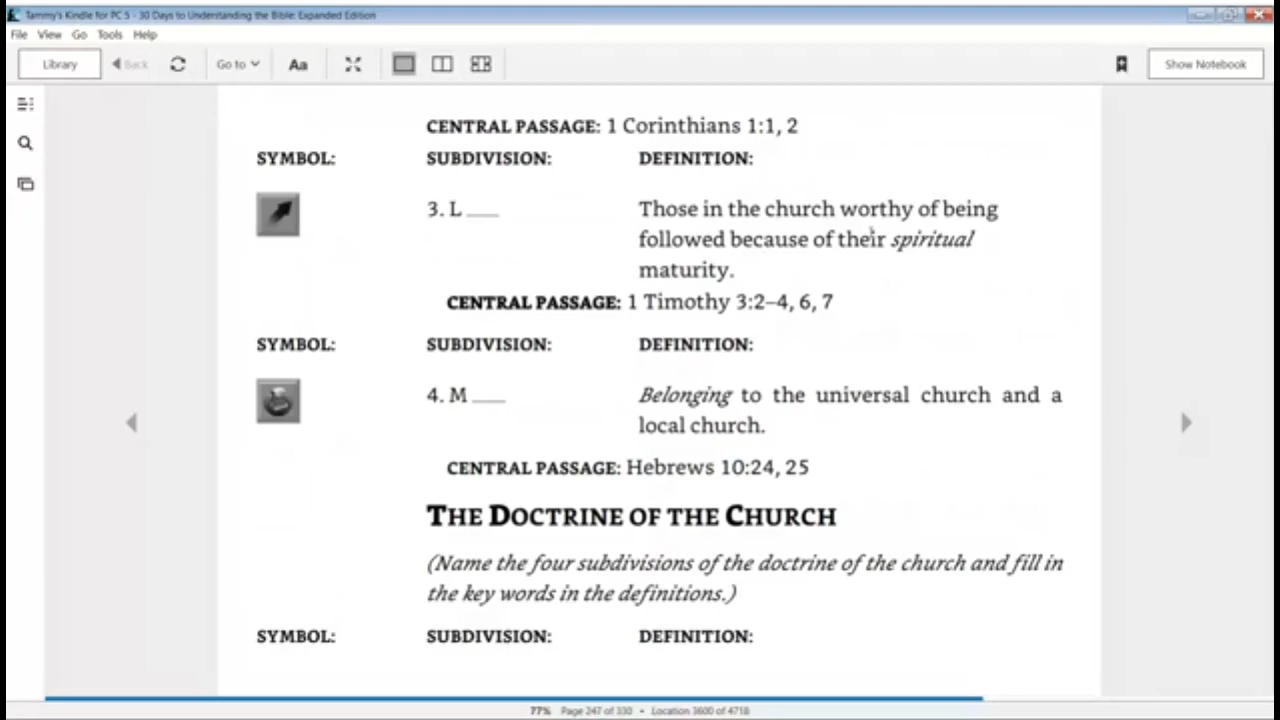 Tammy's Kindle for PC 5 - 30 Days to Understanding the Bible: Expanded Edition
File View Go Tools Help
Library Back Go to Aa Show Notebook
CENTRAL PASSAGE: 1 Corinthians 1:1, 2
SYMBOL: SUBDIVISION: DEFINITION:
3. L ___ Those in the church worthy of being
followed because of their spiritual
maturity.
CENTRAL PASSAGE: 1 Timothy 3:2–4, 6, 7
SYMBOL: SUBDIVISION: DEFINITION:
4. M ___ Belonging to the universal church and a
local church.
CENTRAL PASSAGE: Hebrews 10:24, 25
THE DOCTRINE OF THE CHURCH
(Name the four subdivisions of the doctrine of the church and fill in
the key words in the definitions.)
SYMBOL: SUBDIVISION: DEFINITION:
77% Page 247 of 330 • Location 3600 of 4718